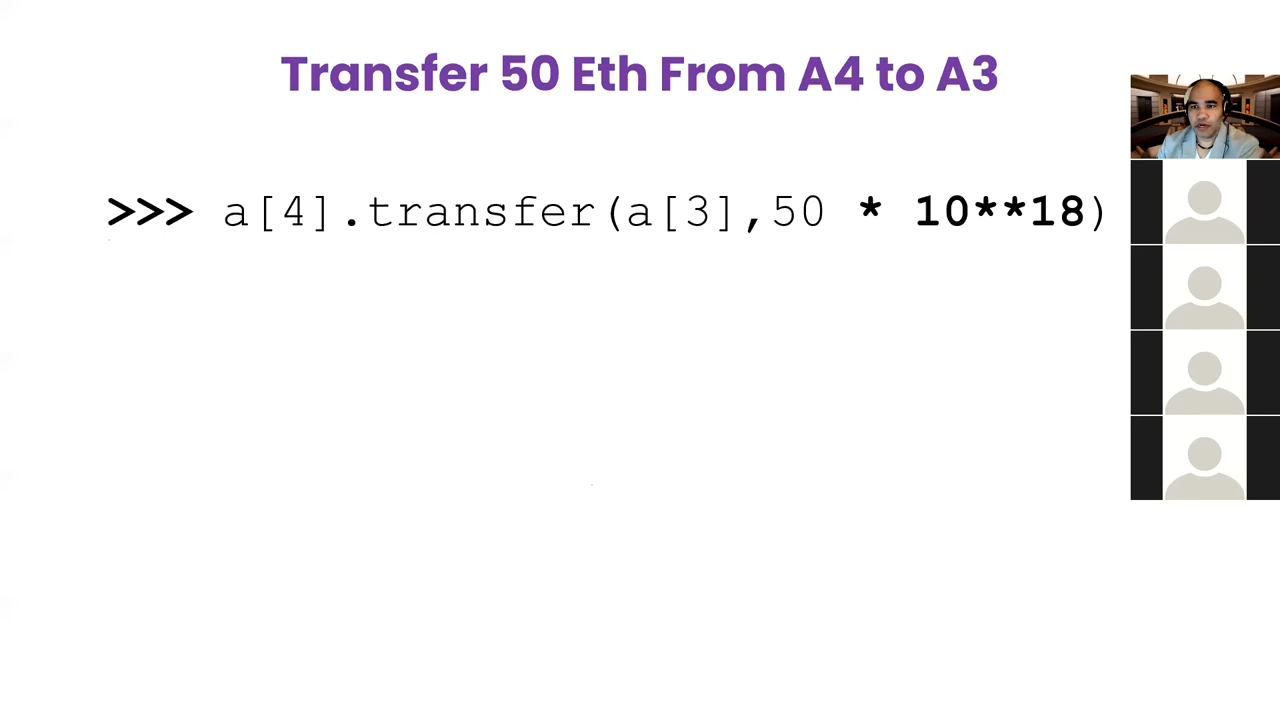 Transfer 50 Eth From A4 to A3
>>> a[4].transfer(a[3],50 * 10**18)